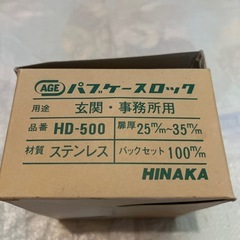 AGE パブケースロック
用途 玄関・事務所用
品番 HD-500 扉厚 25m/m~35m/m
材質 ステンレス バックセット 100m/m
HINAKA